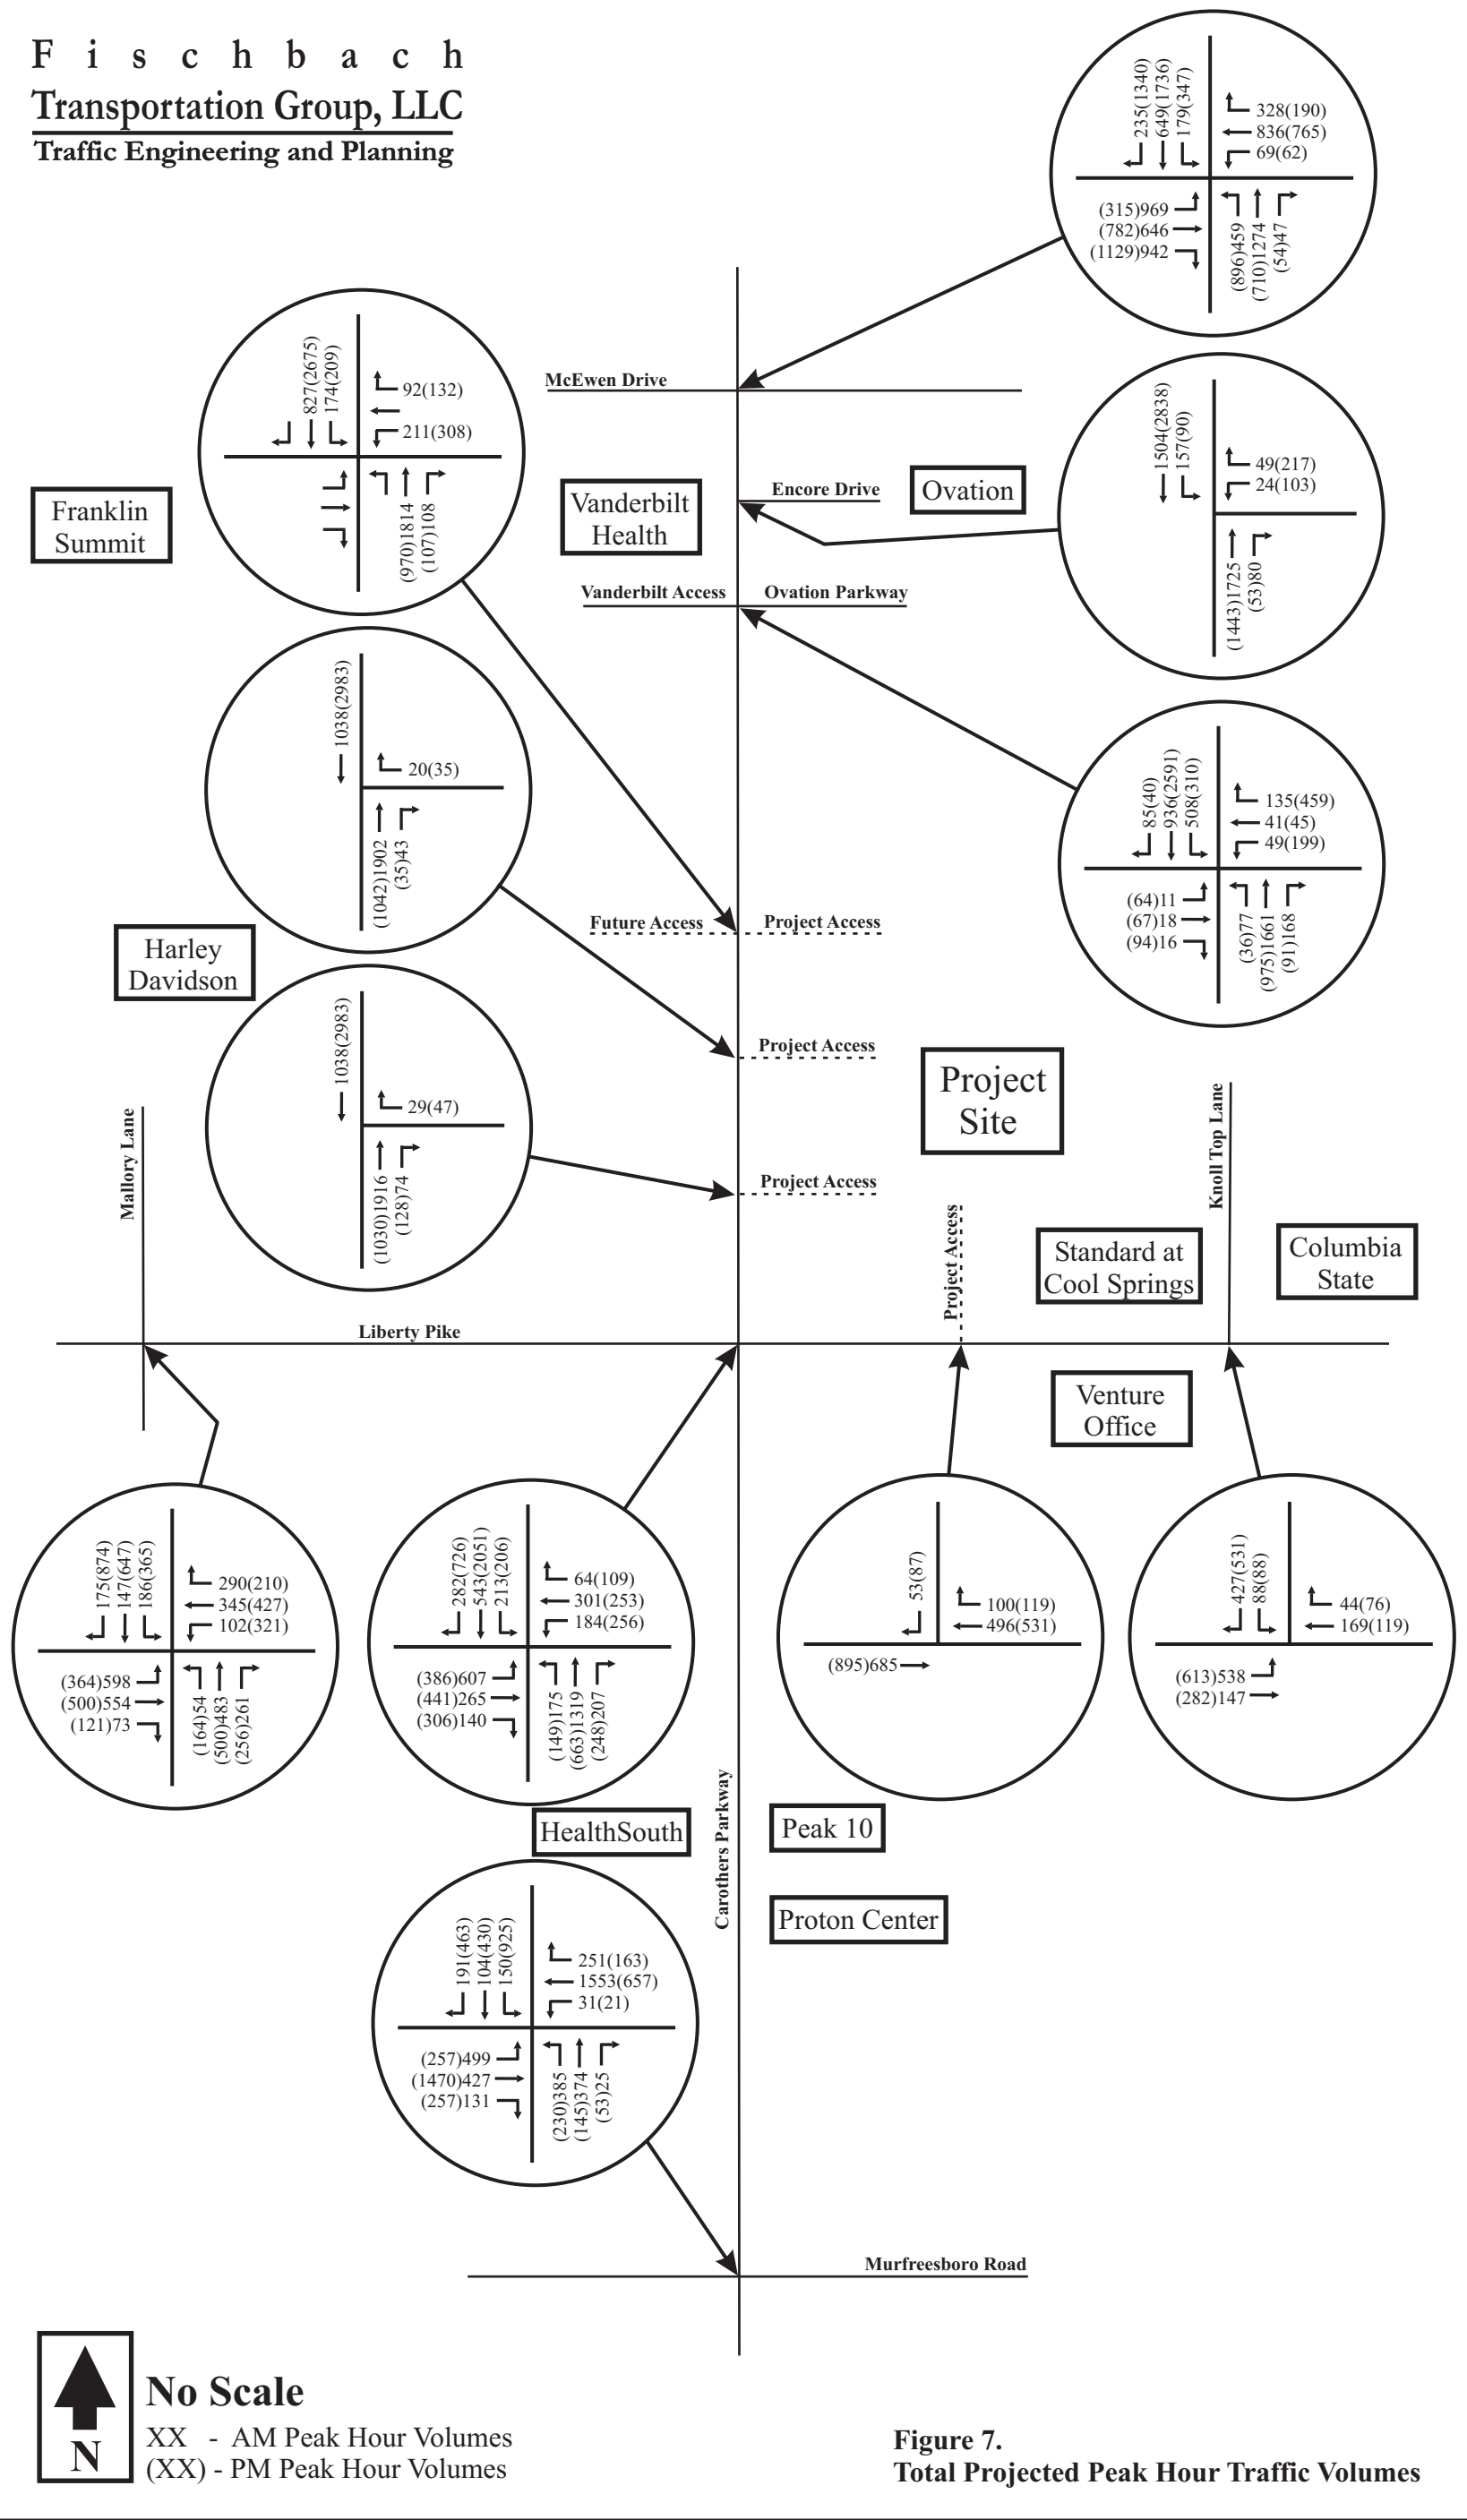 F i s c h b a c h
Transportation Group, LLC
Traffic Engineering and Planning
235(1340)
649(1736)
179(347)
328(190)
836(765)
69(62)
(315)969
(782)646
(1129)942
(896)459
(710)1274
(54)47
McEwen Drive
827(2675)
174(209)
92(132)
211(308)
(970)1814
(107)108
Franklin
Summit
Vanderbilt
Health
Encore Drive
Ovation
1504(2838)
157(90)
49(217)
24(103)
(1443)1725
(53)80
Vanderbilt Access
Ovation Parkway
1038(2983)
20(35)
(1042)1902
(35)43
85(40)
936(2591)
508(310)
135(459)
41(45)
49(199)
(64)11
(67)18
(94)16
(36)77
(975)1661
(91)168
Future Access
Project Access
Harley
Davidson
Project Access
1038(2983)
29(47)
(1030)1916
(128)74
Project
Site
Project Access
Mallory Lane
Knoll Top Lane
Project Access
Standard at
Cool Springs
Columbia
State
Liberty Pike
Venture
Office
175(874)
147(647)
186(365)
290(210)
345(427)
102(321)
(364)598
(500)554
(121)73
(164)54
(500)483
(256)261
282(726)
543(2051)
213(206)
64(109)
301(253)
184(256)
(386)607
(441)265
(306)140
(149)175
(663)1319
(248)207
53(87)
100(119)
496(531)
(895)685
427(531)
88(88)
44(76)
169(119)
(613)538
(282)147
HealthSouth
Carothers Parkway
Peak 10
Proton Center
191(463)
104(430)
150(925)
251(163)
1553(657)
31(21)
(257)499
(1470)427
(257)131
(230)385
(145)374
(53)25
Murfreesboro Road
N
No Scale
XX - AM Peak Hour Volumes
(XX) - PM Peak Hour Volumes
Figure 7.
Total Projected Peak Hour Traffic Volumes